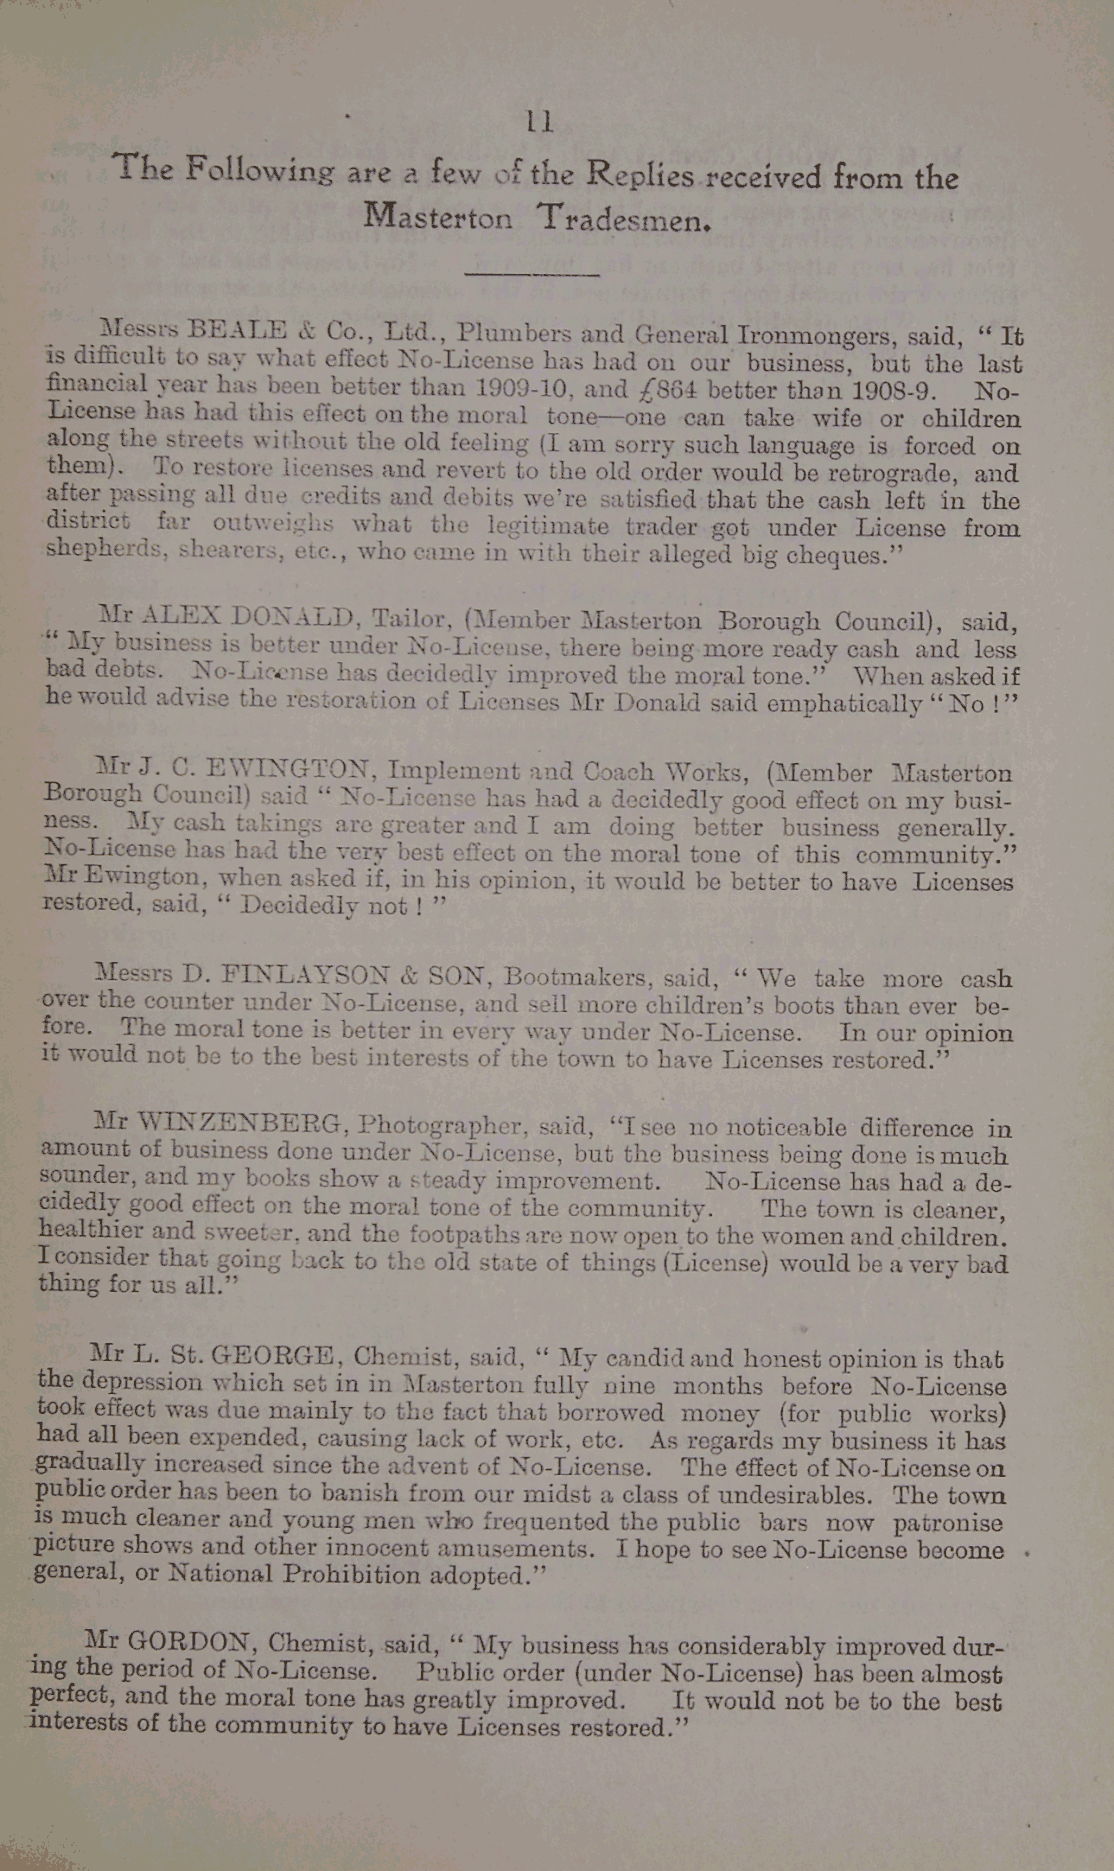 11
The Following are a few of the Replies received from the
Masterton Tradesmen.
Messrs BEALE & Co., Ltd., Plumbers and General Ironmongers, said, “ It
is difficult to say what effect No-License has had on our business, but the last
financial year has been better than 1909-10, and £864 better than 1908-9. No-
License has had this effect on the moral tone—one can take wife or children
along the streets without the old feeling (I am sorry such language is forced on
them). To restore licenses and revert to the old order would be retrograde, and
after passing all due credits and debits we’re satisfied that the cash left in the
district far outweighs what the legitimate trader got under License from
shepherds, shearers, etc., who came in with their alleged big cheques.”
Mr ALEX DONALD, Tailor, (Member Masterton Borough Council), said,
“ My business is better under No-License, there being more ready cash and less
bad debts. No-License has decidedly improved the moral tone.” When asked if
he would advise the restoration of Licenses Mr Donald said emphatically “ No !”
Mr J. C. EWINGTON, Implement and Coach Works, (Member Masterton
Borough Council) said “ No-License has had a decidedly good effect on my busi-
ness. My cash takings are greater and I am doing better business generally.
No-License has had the very best effect on the moral tone of this community.”
Mr Ewington, when asked if, in his opinion, it would be better to have Licenses
restored, said, “ Decidedly not ! ”
Messrs D. FINLAYSON & SON, Bootmakers, said, “ We take more cash
over the counter under No-License, and sell more children’s boots than ever be-
fore. The moral tone is better in every way under No-License. In our opinion
it would not be to the best interests of the town to have Licenses restored.”
Mr WINZENBERG, Photographer, said, “I see no noticeable difference in
amount of business done under No-License, but the business being done is much
sounder, and my books show a steady improvement. No-License has had a de-
cidedly good effect on the moral tone of the community. The town is cleaner,
healthier and sweeter, and the footpaths are now open to the women and children.
I consider that going back to the old state of things (License) would be a very bad
thing for us all.”
Mr L. St. GEORGE, Chemist, said, “ My candid and honest opinion is that
the depression which set in in Masterton fully nine months before No-License
took effect was due mainly to the fact that borrowed money (for public works)
had all been expended, causing lack of work, etc. As regards my business it has
gradually increased since the advent of No-License. The effect of No-License on
public order has been to banish from our midst a class of undesirables. The town
is much cleaner and young men who frequented the public bars now patronise
picture shows and other innocent amusements. I hope to see No-License become
general, or National Prohibition adopted.”
Mr GORDON, Chemist, said, “ My business has considerably improved dur-
ing the period of No-License. Public order (under No-License) has been almost
perfect, and the moral tone has greatly improved. It would not be to the best
interests of the community to have Licenses restored.”